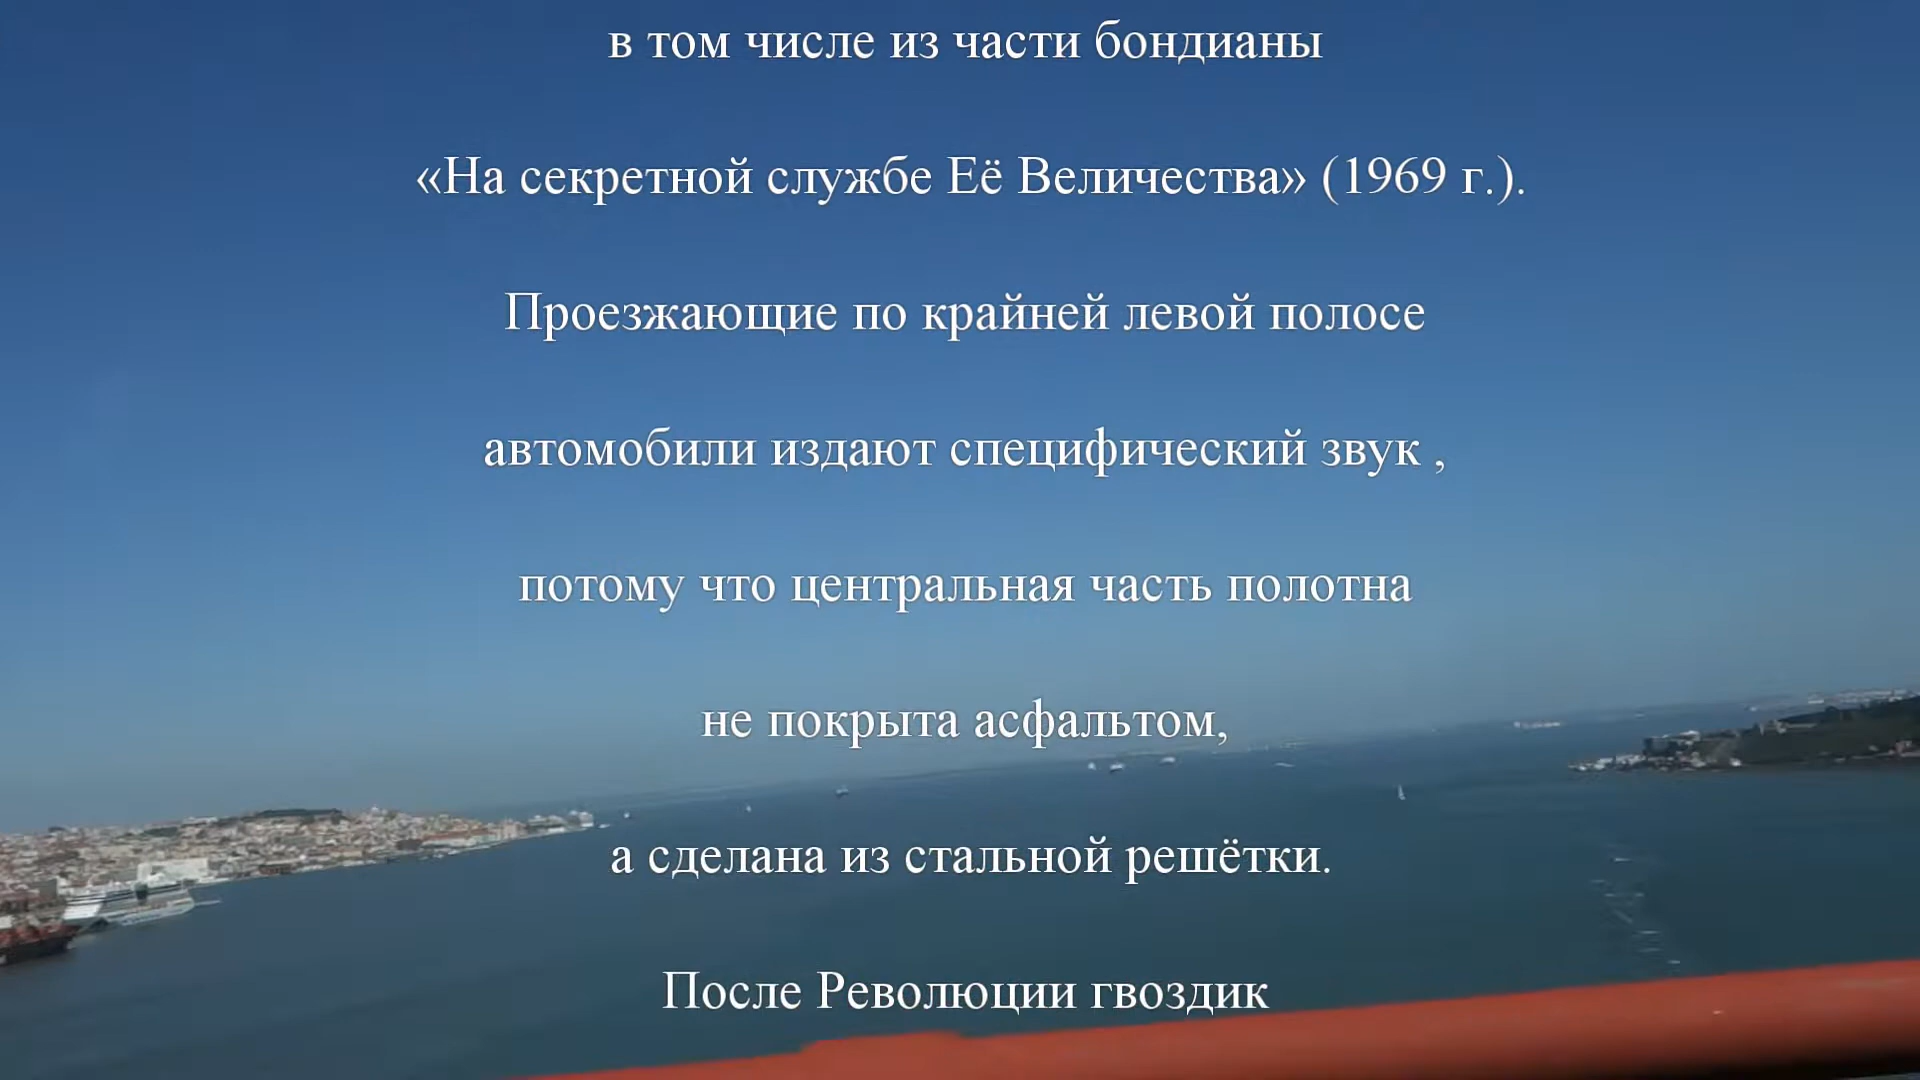 в том числе из части бондианы
«На секретной службе Её Величества» (1969 г.).
Проезжающие по крайней левой полосе
автомобили издают специфический звук ,
потому что центральная часть полотна
не покрыта асфальтом,
а сделана из стальной решётки.
После Революции гвоздик